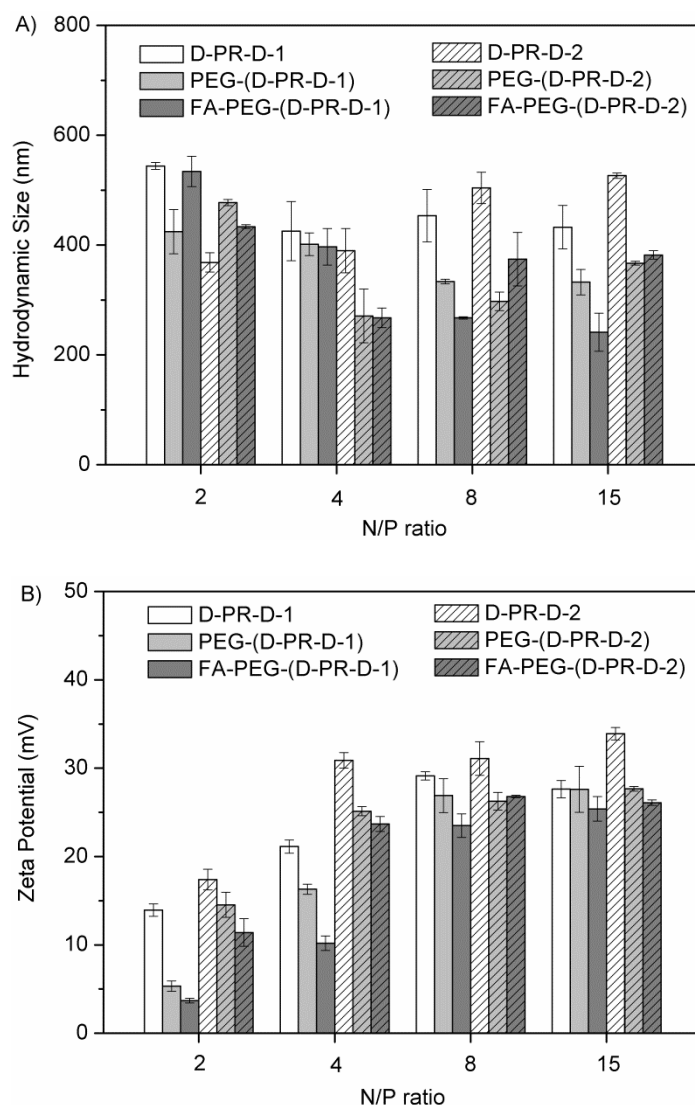 A)
800
600
400
200
0
Hydrodynamic Size (nm)
D-PR-D-1
PEG-(D-PR-D-1)
FA-PEG-(D-PR-D-1)
D-PR-D-2
PEG-(D-PR-D-2)
FA-PEG-(D-PR-D-2)
2 4 8 15
N/P ratio
B)
50
40
30
20
10
0
Zeta Potential (mV)
D-PR-D-1
PEG-(D-PR-D-1)
FA-PEG-(D-PR-D-1)
D-PR-D-2
PEG-(D-PR-D-2)
FA-PEG-(D-PR-D-2)
2 4 8 15
N/P ratio